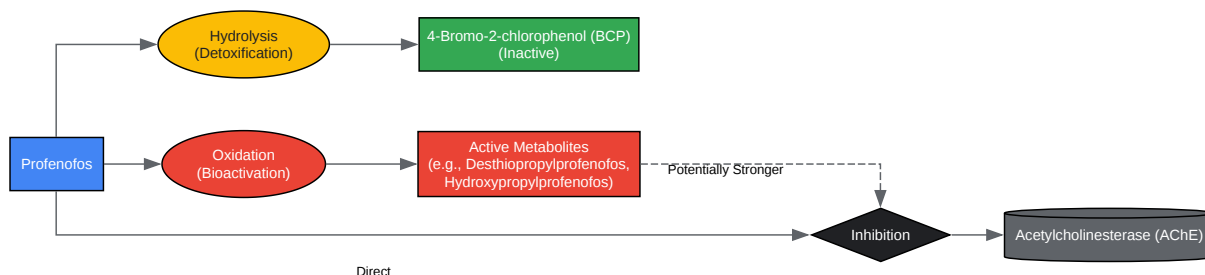 Hydrolysis
(Detoxification)
4-Bromo-2-chlorophenol (BCP)
(Inactive)
Profenofos
Oxidation
(Bioactivation)
Active Metabolites
(e.g., Desthiopropylprofenofos,
Hydroxypropylprofenofos)
Potentially Stronger
Inhibition
Acetylcholinesterase (AChE)
Direct